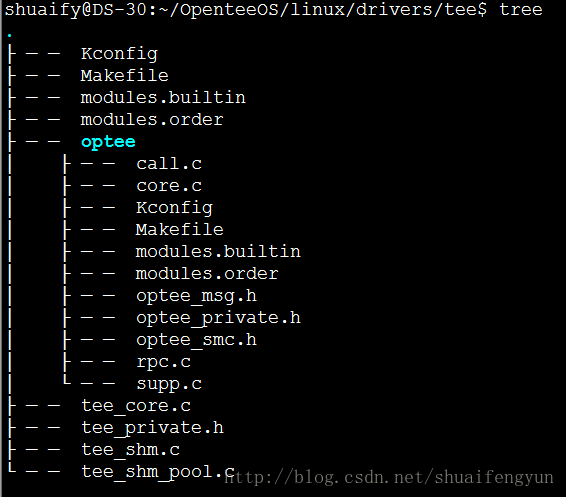 shuaify@DS-30:~/OpenteeOS/linux/drivers/tee$ tree
.
├── Kconfig
├── Makefile
├── modules.builtin
├── modules.order
├── optee
│   ├── call.c
│   ├── core.c
│   ├── Kconfig
│   ├── Makefile
│   ├── modules.builtin
│   ├── modules.order
│   ├── optee_msg.h
│   ├── optee_private.h
│   ├── optee_smc.h
│   ├── rpc.c
│   └── supp.c
├── tee_core.c
├── tee_private.h
├── tee_shm.c
└── tee_shm_pool.c
http://blog.csdn.net/shuaifengyun